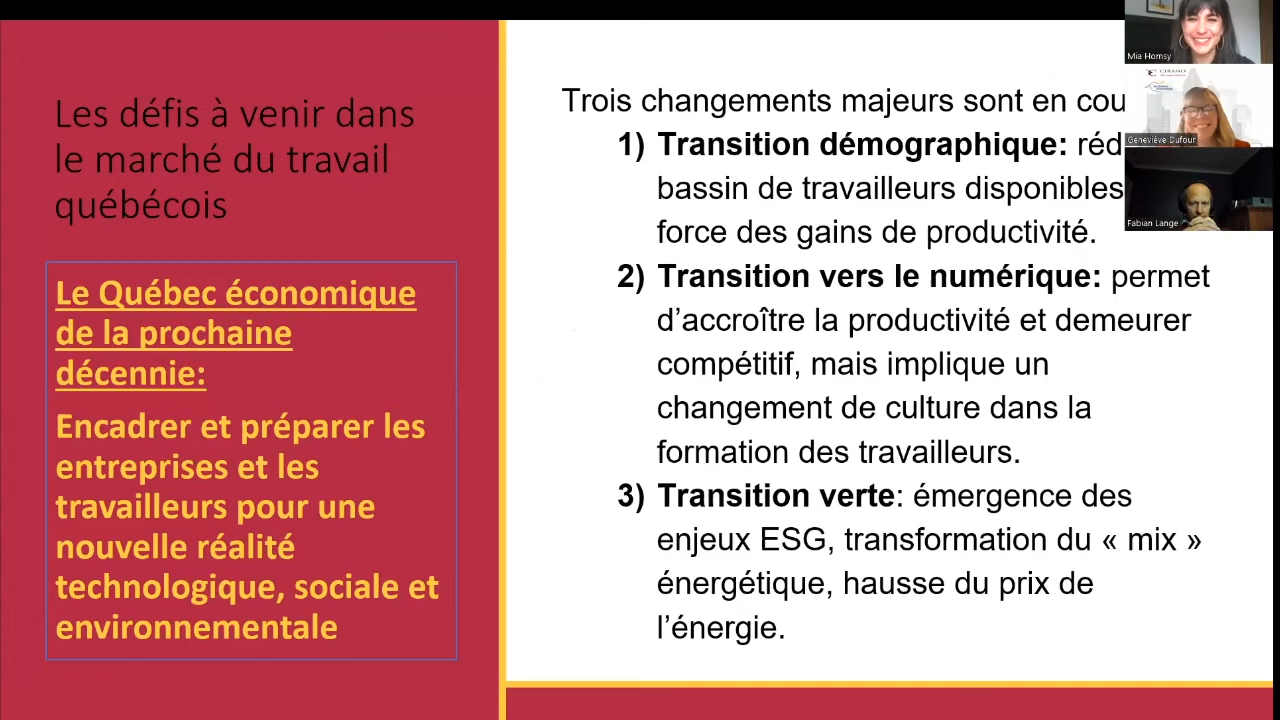 Les défis à venir dans
le marché du travail
québécois
Le Québec économique
de la prochaine
décennie:
Encadrer et préparer les
entreprises et les
travailleurs pour une
nouvelle réalité
technologique, sociale et
environnementale
Trois changements majeurs sont en cou
1) Transition démographique: réd
bassin de travailleurs disponibles
force des gains de productivité.
2) Transition vers le numérique: permet
d’accroître la productivité et demeurer
compétitif, mais implique un
changement de culture dans la
formation des travailleurs.
3) Transition verte: émergence des
enjeux ESG, transformation du « mix »
énergétique, hausse du prix de
l’énergie.
Mia Homsy
CIRANO
Geneviève Dufour
Fabian Lange